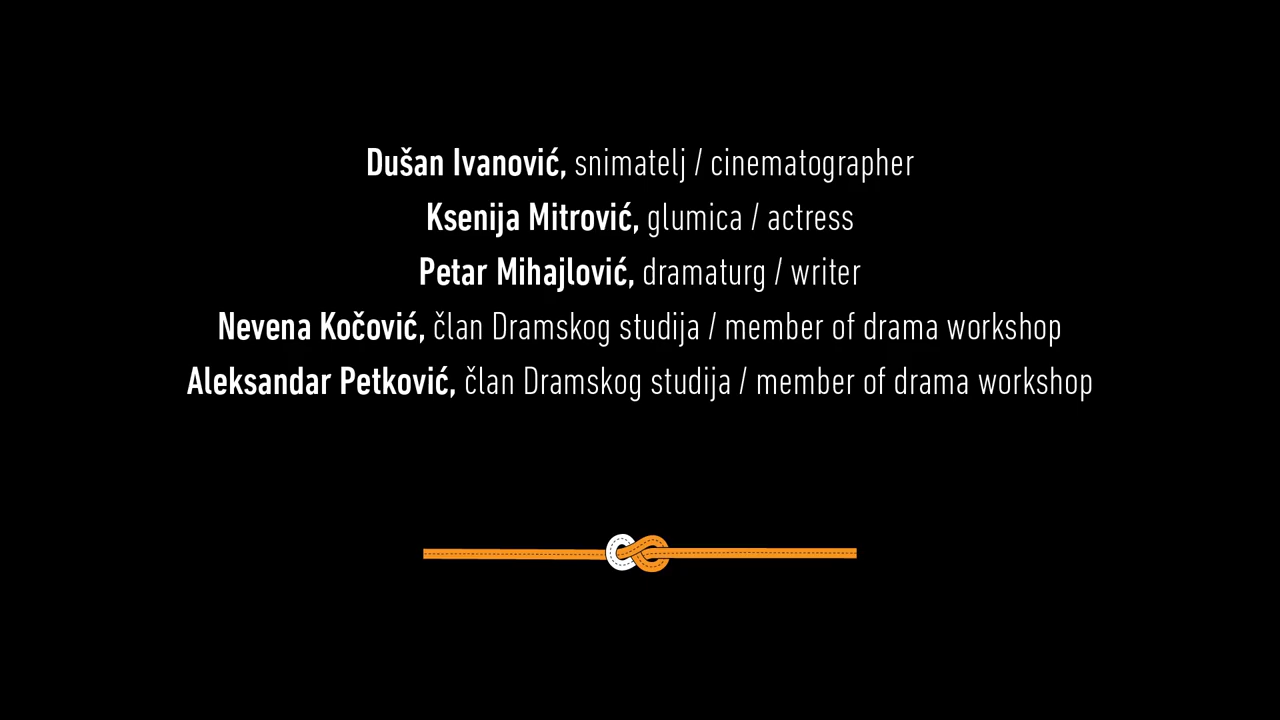 Dušan Ivanović, snimatelj / cinematographer
Ksenija Mitrović, glumica / actress
Petar Mihajlović, dramaturg / writer
Nevena Kočović, član Dramskog studija / member of drama workshop
Aleksandar Petković, član Dramskog studija / member of drama workshop